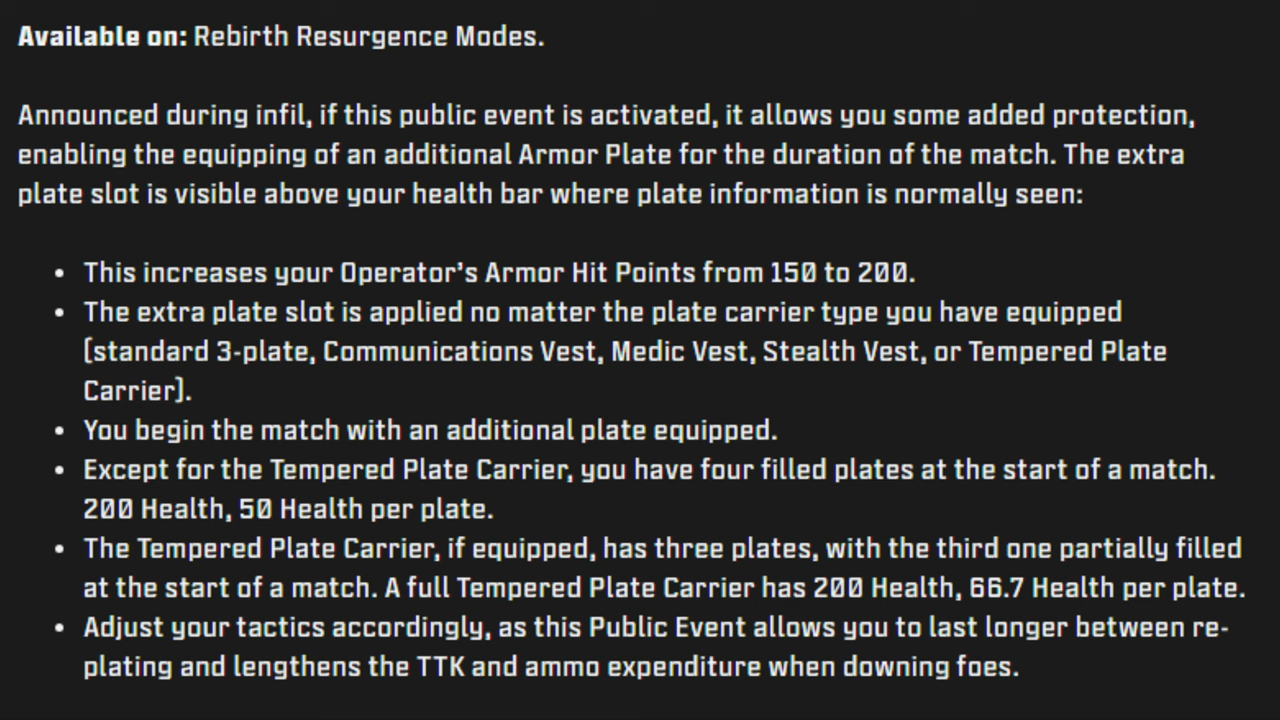 Available on: Rebirth Resurgence Modes.
Announced during infil, if this public event is activated, it allows you some added protection,
enabling the equipping of an additional Armor Plate for the duration of the match. The extra
plate slot is visible above your health bar where plate information is normally seen:
• This increases your Operator's Armor Hit Points from 150 to 200.
• The extra plate slot is applied no matter the plate carrier type you have equipped
(standard 3-plate, Communications Vest, Medic Vest, Stealth Vest, or Tempered Plate
Carrier).
• You begin the match with an additional plate equipped.
• Except for the Tempered Plate Carrier, you have four filled plates at the start of a match.
200 Health, 50 Health per plate.
• The Tempered Plate Carrier, if equipped, has three plates, with the third one partially filled
at the start of a match. A full Tempered Plate Carrier has 200 Health, 66.7 Health per plate.
• Adjust your tactics accordingly, as this Public Event allows you to last longer between re-
plating and lengthens the TTK and ammo expenditure when downing foes.